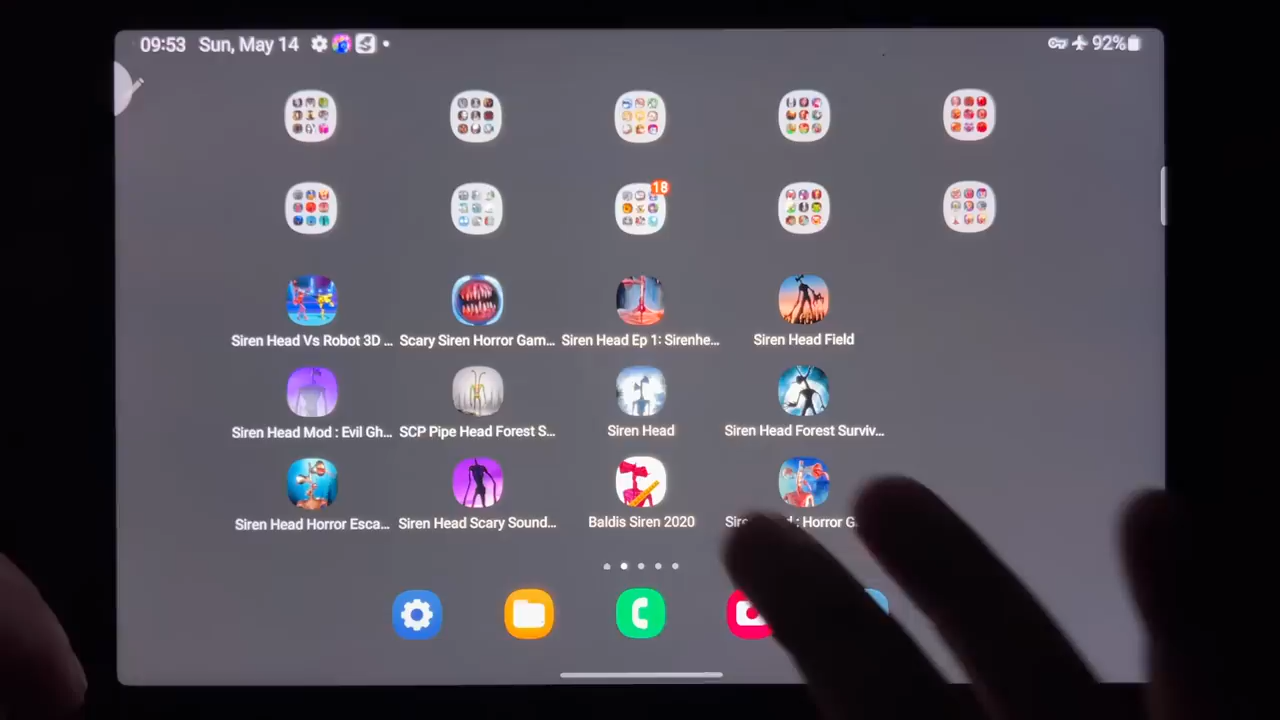 09:53 Sun, May 14
92%
18
Siren Head Vs Robot 3D ...
Scary Siren Horror Gam...
Siren Head Ep 1: Sirenhe...
Siren Head Field
Siren Head Mod : Evil Gh...
SCP Pipe Head Forest S...
Siren Head
Siren Head Forest Surviv...
Siren Head Horror Esca...
Siren Head Scary Sound...
Baldis Siren 2020
: Horror G